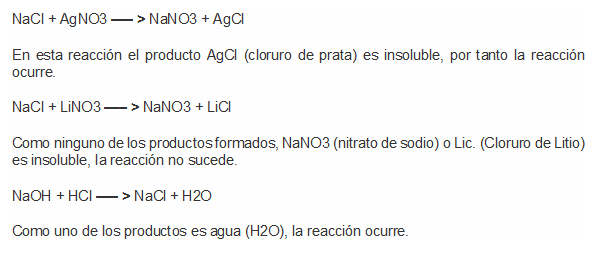 NaCl + AgNO3 —– > NaNO3 + AgCl
En esta reacción el producto AgCl (cloruro de prata) es insoluble, por tanto la reacción
ocurre.
NaCl + LiNO3 —– > NaNO3 + LiCl
Como ninguno de los productos formados, NaNO3 (nitrato de sodio) o Lic. (Cloruro de Litio)
es insoluble, la reacción no sucede.
NaOH + HCl —– > NaCl + H2O
Como uno de los productos es agua (H2O), la reacción ocurre.